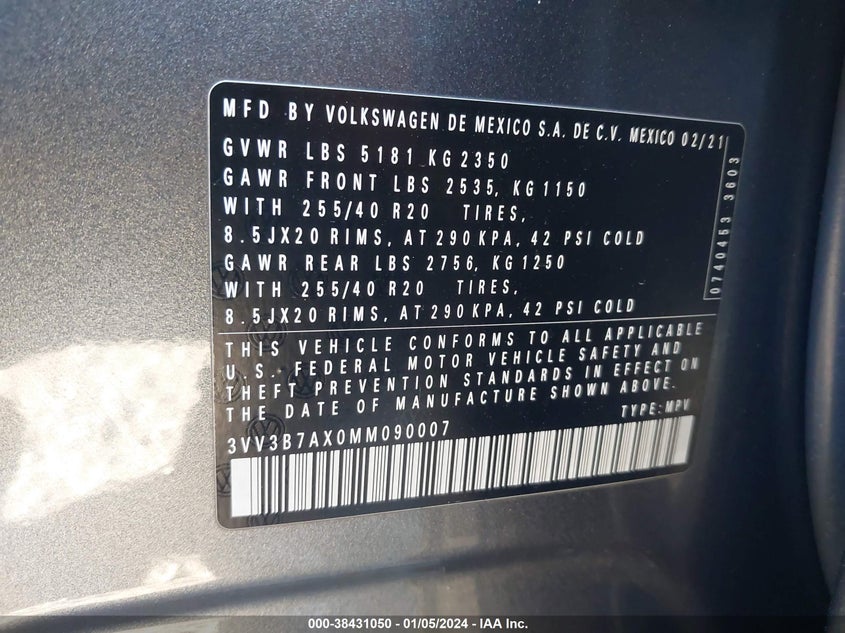 MFD BY VOLKSWAGEN DE MEXICO S.A. DE C.V. MEXICO 02/21
GVWR LBS 5181 KG 2350
GAWR FRONT LBS 2535, KG 1150
WITH 255/40 R20 TIRES,
8.5JX20 RIMS, AT 290 KPA, 42 PSI COLD
GAWR REAR LBS 2756, KG 1250
WITH 255/40 R20 TIRES,
8.5JX20 RIMS, AT 290 KPA, 42 PSI COLD
0740453 3603
THIS VEHICLE CONFORMS TO ALL APPLICABLE
U.S. FEDERAL MOTOR VEHICLE SAFETY AND
THEFT PREVENTION STANDARDS IN EFFECT ON
THE DATE OF MANUFACTURE SHOWN ABOVE.
TYPE: MPV
3VV3B7AX0MM090007
000-38431050 - 01/05/2024 - IAA Inc.